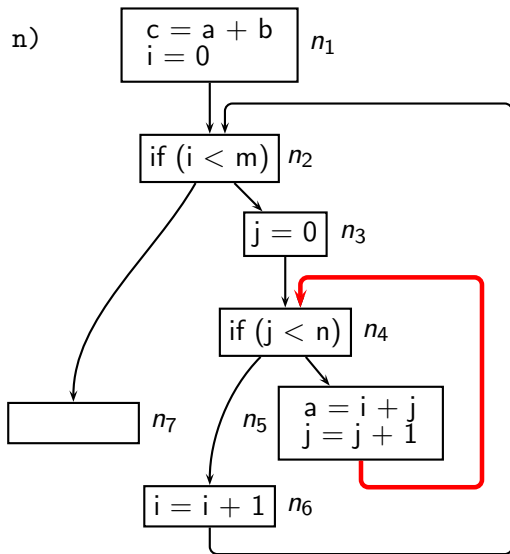 n)
c = a + b
i = 0
n1
if (i < m)
n2
j = 0
n3
if (j < n)
n4
n7
n5
a = i + j
j = j + 1
i = i + 1
n6